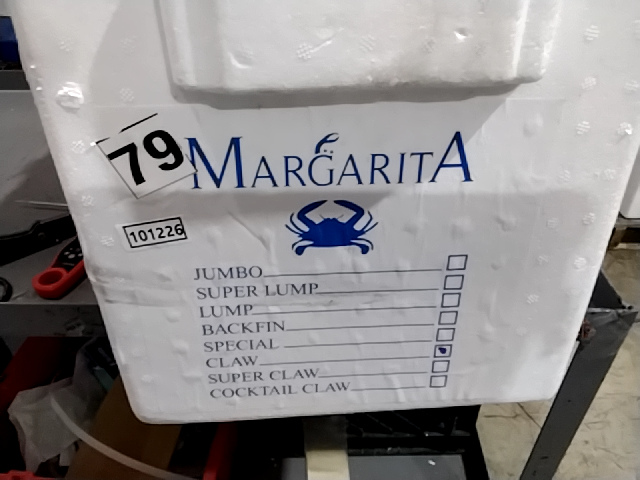 79
MARGARITA
101226
JUMBO
SUPER LUMP
LUMP
BACKFIN
SPECIAL
CLAW
SUPER CLAW
COCKTAIL CLAW